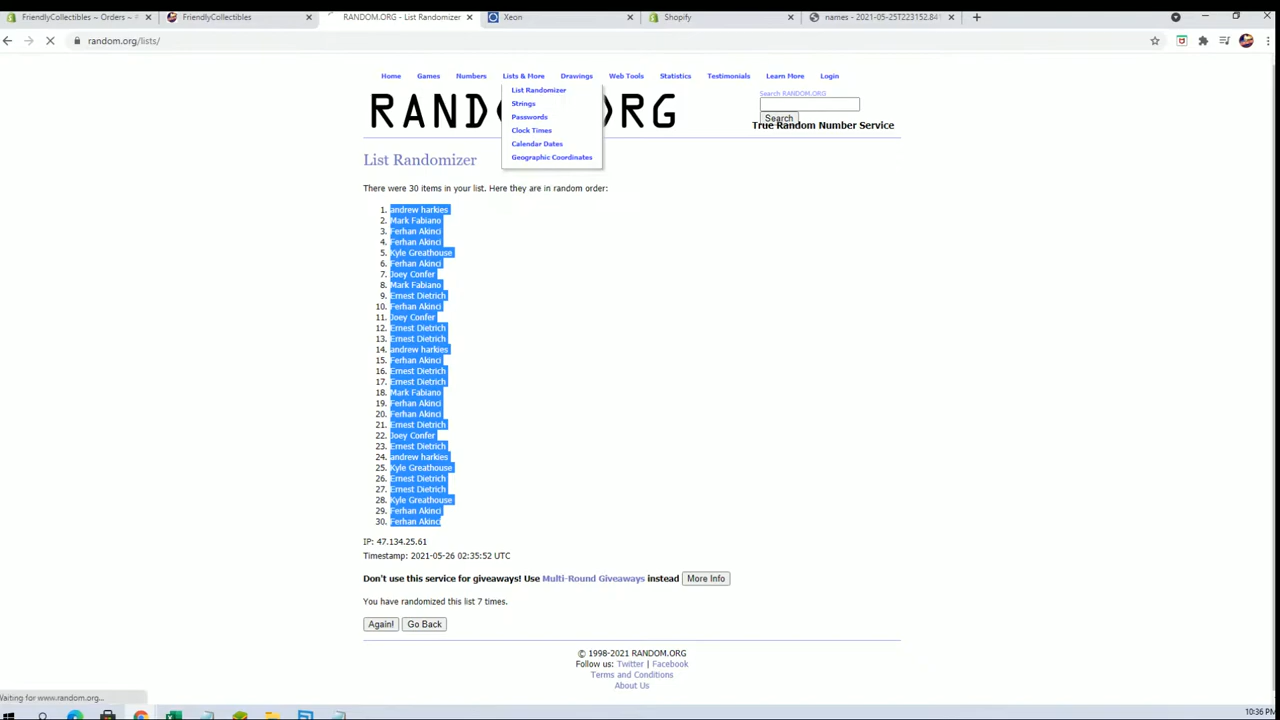 FriendlyCollectibles ~ Orders ~ F
FriendlyCollectibles
RANDOM.ORG - List Randomizer
Xeon
Shopify
names - 2021-05-25T223152.841
random.org/lists/
Home Games Numbers Lists & More Drawings Web Tools Statistics Testimonials Learn More Login
List Randomizer
Strings
Passwords
Clock Times
Calendar Dates
Geographic Coordinates
Search RANDOM.ORG
Search
True Random Number Service
List Randomizer
There were 30 items in your list. Here they are in random order:
1. andrew harkies
2. Mark Fabiano
3. Ferhan Akinci
4. Ferhan Akinci
5. Kyle Greathouse
6. Ferhan Akinci
7. Joey Confer
8. Mark Fabiano
9. Ernest Dietrich
10. Ferhan Akinci
11. Joey Confer
12. Ernest Dietrich
13. Ernest Dietrich
14. andrew harkies
15. Ferhan Akinci
16. Ernest Dietrich
17. Ernest Dietrich
18. Mark Fabiano
19. Ferhan Akinci
20. Ferhan Akinci
21. Ernest Dietrich
22. Joey Confer
23. Ernest Dietrich
24. andrew harkies
25. Kyle Greathouse
26. Ernest Dietrich
27. Ernest Dietrich
28. Kyle Greathouse
29. Ferhan Akinci
30. Ferhan Akinci
IP: 47.134.25.61
Timestamp: 2021-05-26 02:35:52 UTC
Don't use this service for giveaways! Use Multi-Round Giveaways instead More Info
You have randomized this list 7 times.
Again! Go Back
© 1998-2021 RANDOM.ORG
Follow us: Twitter | Facebook
Terms and Conditions
About Us
Waiting for www.random.org...
10:36 PM